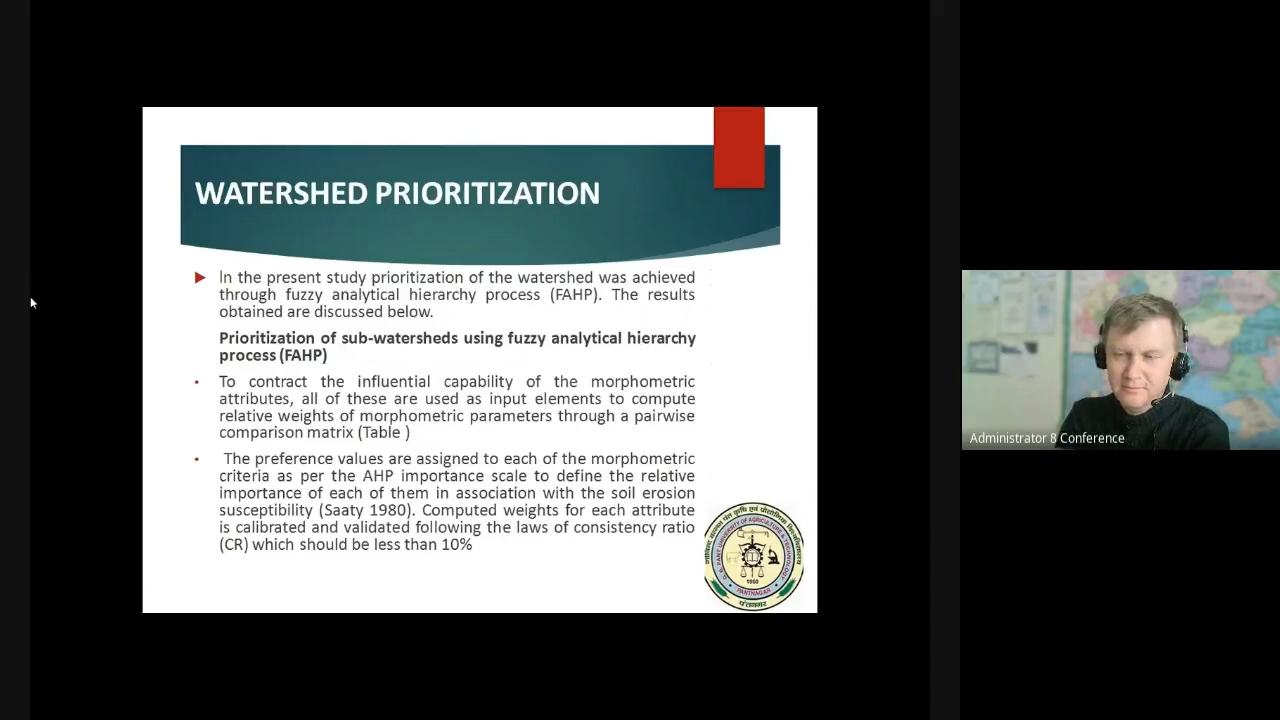 WATERSHED PRIORITIZATION
In the present study prioritization of the watershed was achieved
through fuzzy analytical hierarchy process (FAHP). The results
obtained are discussed below.
Prioritization of sub-watersheds using fuzzy analytical hierarchy
process (FAHP)
• To contract the influential capability of the morphometric
attributes, all of these are used as input elements to compute
relative weights of morphometric parameters through a pairwise
comparison matrix (Table )
• The preference values are assigned to each of the morphometric
criteria as per the AHP importance scale to define the relative
importance of each of them in association with the soil erosion
susceptibility (Saaty 1980). Computed weights for each attribute
is calibrated and validated following the laws of consistency ratio
(CR) which should be less than 10%
1960
PANTNAGAR
पंतनगर
Administrator 8 Conference